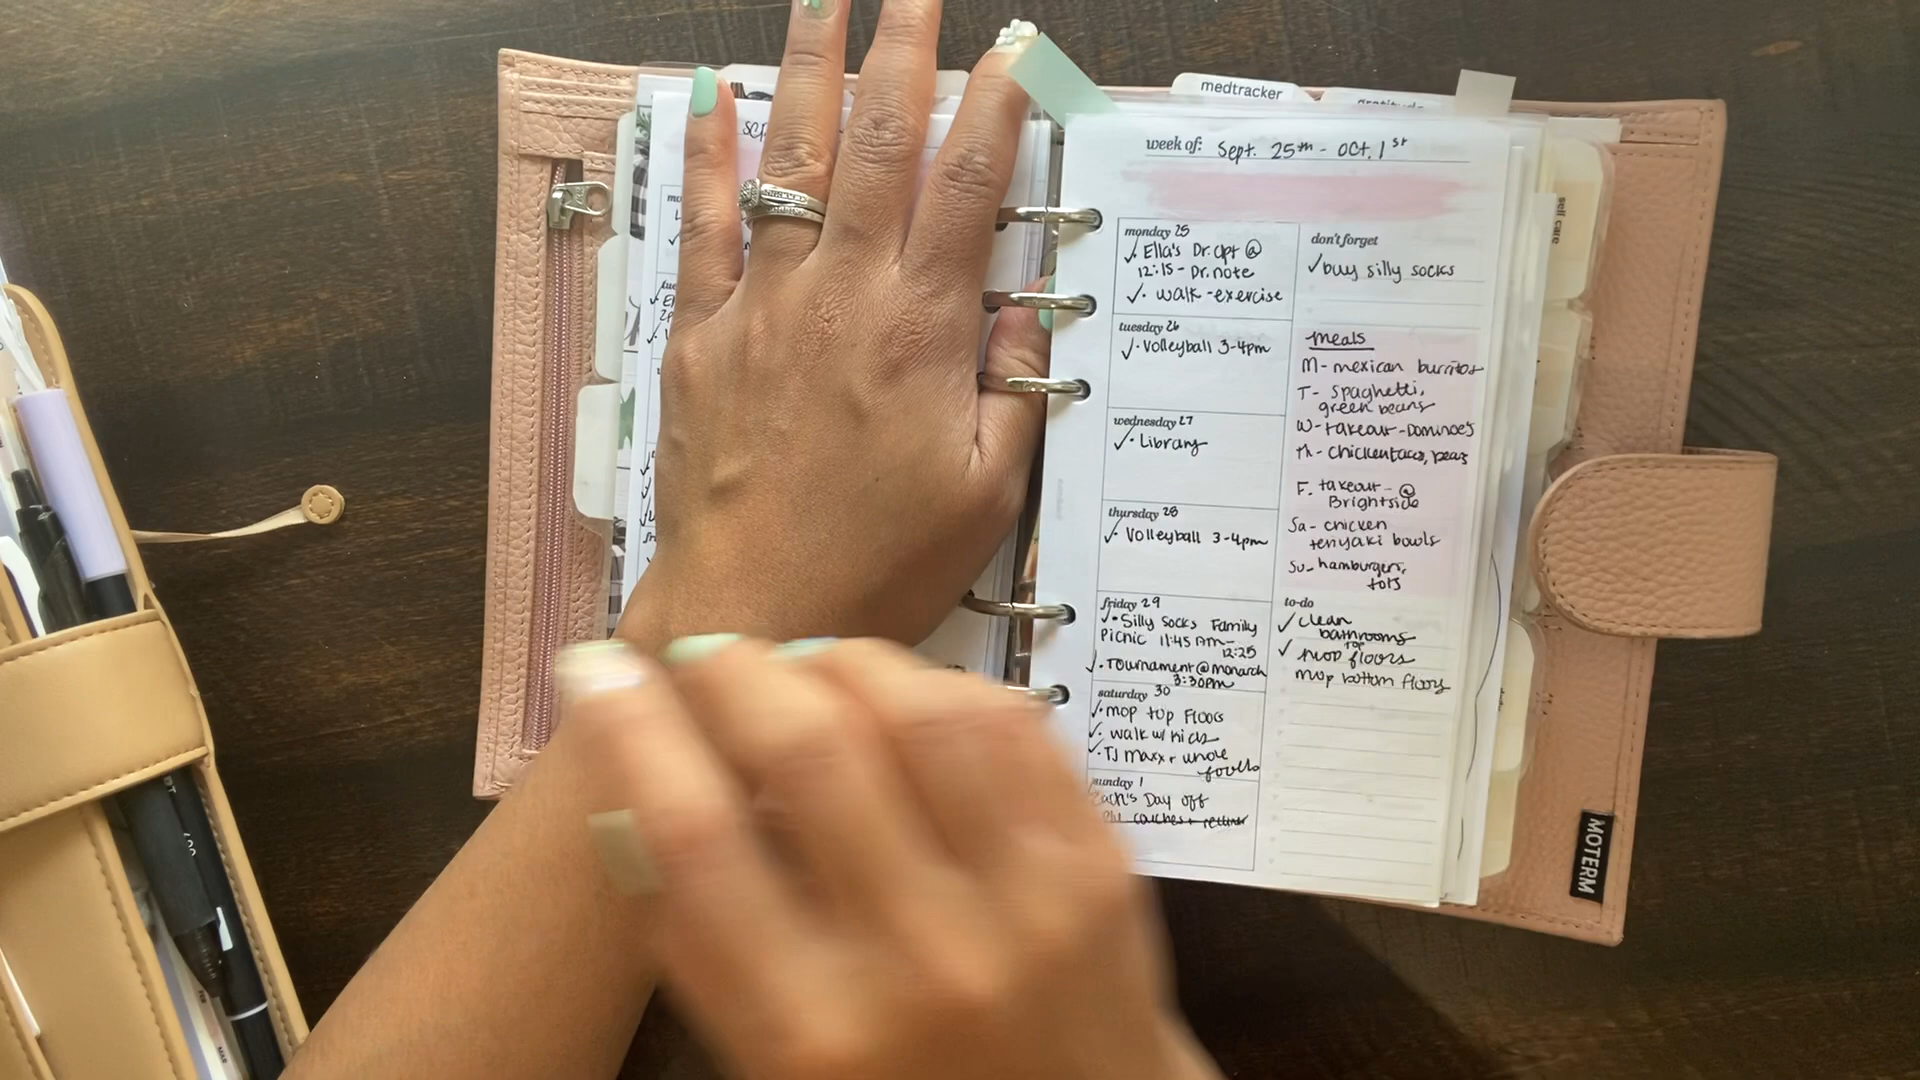 medtracker
week of: Sept. 25th - Oct. 1st
monday 25
✓. Ella's Dr. apt @
12:15 - Dr. note
✓. walk - exercise
tuesday 26
✓. Volleyball 3-4pm
wednesday 27
✓. Library
thursday 28
✓. Volleyball 3-4pm
friday 29
✓. Silly Socks Family
Picnic 11:45 Am-
12:25
✓. Tournament @ monarch
3:30pm
saturday 30
✓. mop top Floors
✓. walk w/ kids
✓. TJ maxx + whole
foods
sunday 1
Zach's Day off
couches +
don't forget
✓ buy silly socks
meals
M- mexican burritos
T- spaghetti,
green beans
W- takeout - Dominoes
Th- chicken tacos, beans
F. takeout - @
Brightside
Sa- chicken
teriyaki bowls
Su- hamburgers,
tots
to-do
✓ clean
bathrooms
top
✓ mop floors
mop bottom floors
self care
MOTERM